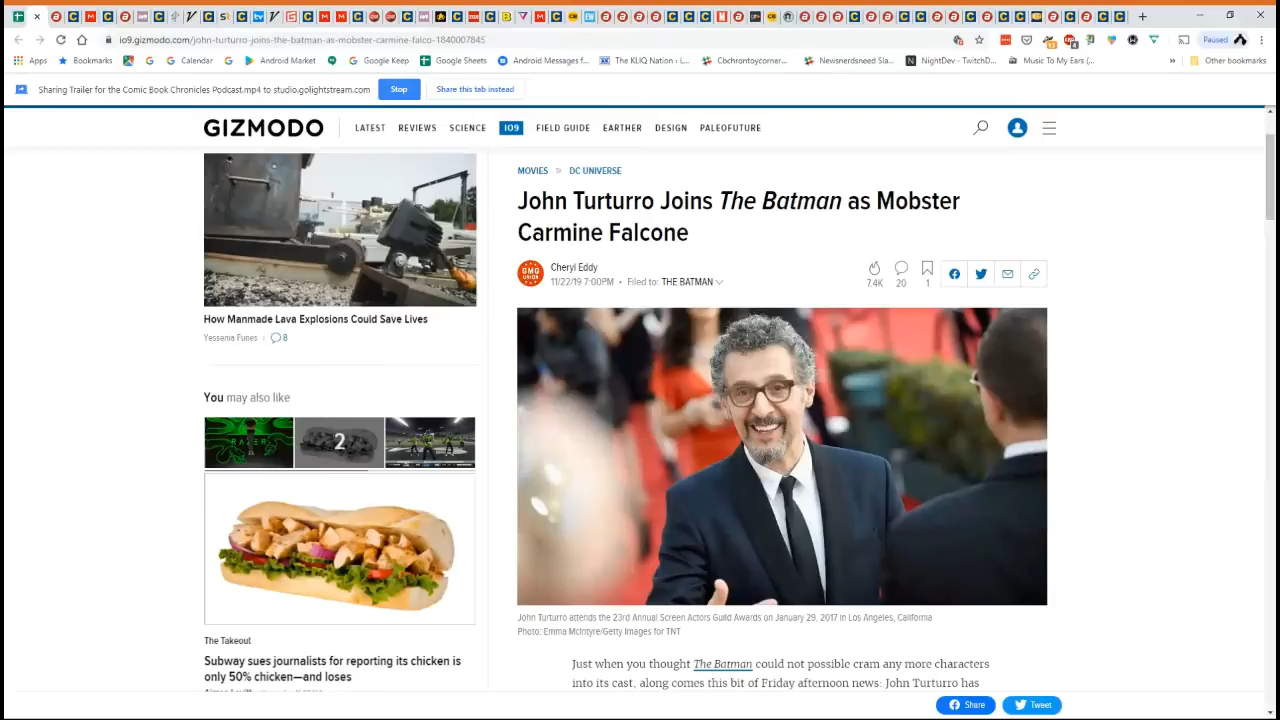 Paused
io9.gizmodo.com/john-turturro-joins-the-batman-as-mobster-carmine-falco-1840007845
Apps
Bookmarks
Calendar
Android Market
Google Keep
Google Sheets
Android Messages f...
The KLIQ Nation › L...
Cbchrontoycorner...
Newsnerdsneed Sla...
NightDev – TwitchD...
Music To My Ears (...
»
Other bookmarks
Sharing Trailer for the Comic Book Chronicles Podcast.mp4 to studio.golightstream.com
Stop
Share this tab instead
GIZMODO
LATEST
REVIEWS
SCIENCE
IO9
FIELD GUIDE
EARTHER
DESIGN
PALEOFUTURE
How Manmade Lava Explosions Could Save Lives
Yessenia Funes
8
You may also like
RAZER
2
The Takeout
Subway sues journalists for reporting its chicken is
only 50% chicken—and loses
MOVIES > DC UNIVERSE
John Turturro Joins The Batman as Mobster
Carmine Falcone
GMG
UNION
Cheryl Eddy
11/22/19 7:00PM • Filed to: THE BATMAN
7.4K
20
1
John Turturro attends the 23rd Annual Screen Actors Guild Awards on January 29, 2017 in Los Angeles, California
Photo: Emma McIntyre/Getty Images for TNT
Just when you thought The Batman could not possible cram any more characters
into its cast, along comes this bit of Friday afternoon news: John Turturro has
Share
Tweet